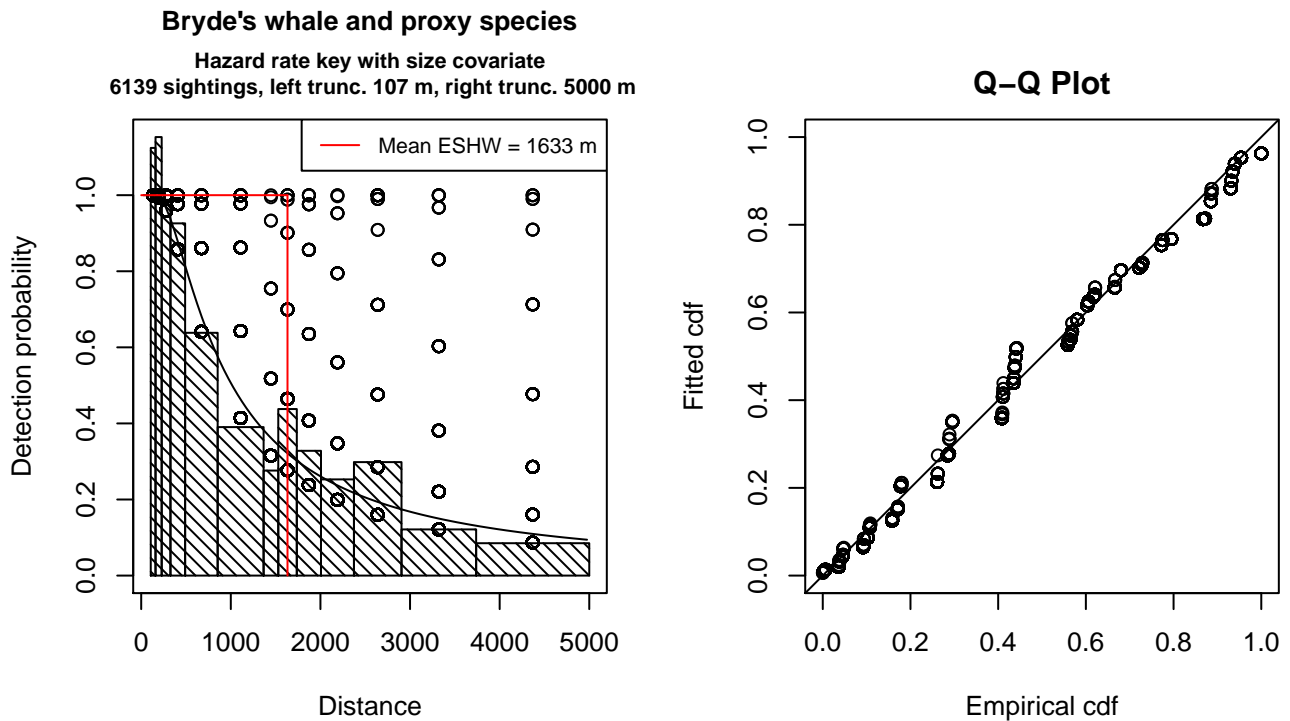 Bryde's whale and proxy species
Hazard rate key with size covariate
6139 sightings, left trunc. 107 m, right trunc. 5000 m
Mean ESHW = 1633 m
Detection probability
1.0
0.8
0.6
0.4
0.2
0.0
0 1000 2000 3000 4000 5000
Distance
Q−Q Plot
Fitted cdf
1.0
0.8
0.6
0.4
0.2
0.0
0.0 0.2 0.4 0.6 0.8 1.0
Empirical cdf